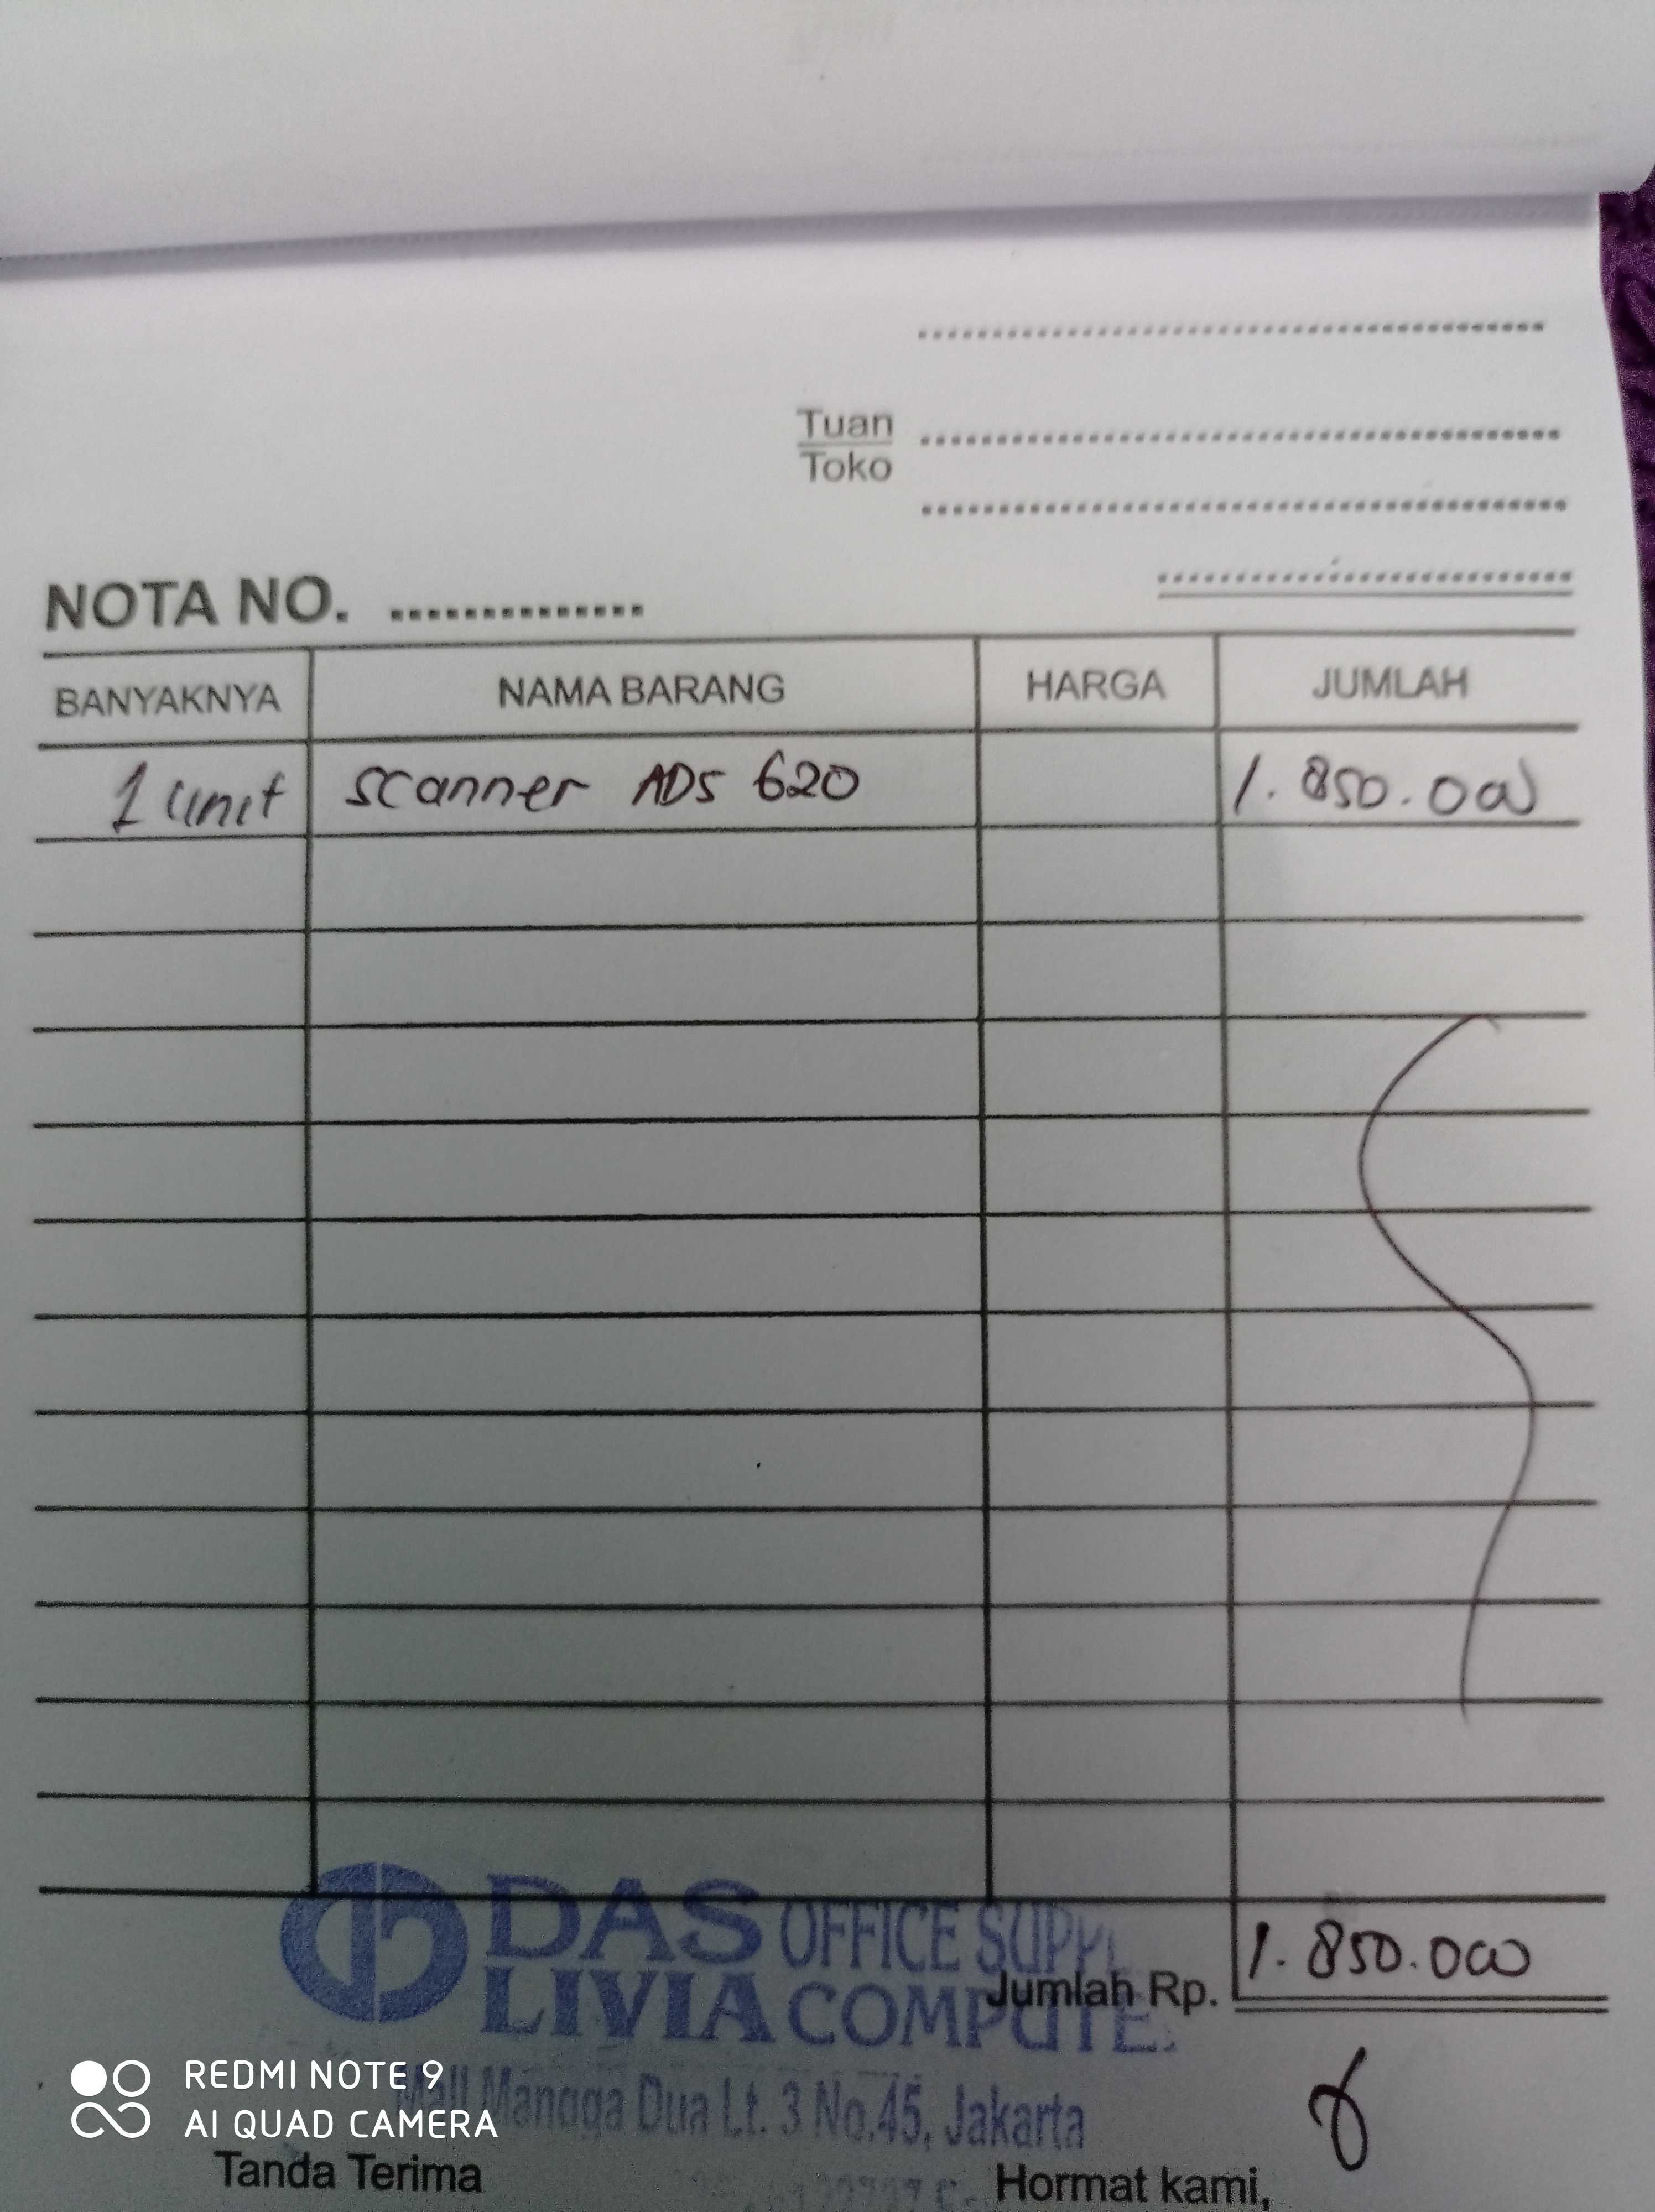 Tuan
Toko
NOTA NO.
BANYAKNYA NAMA BARANG HARGA JUMLAH
1 unit scanner ADS 620 1.850.000
DAS OFFICE SUPPL
LIVIA COMPUTE
Jumlah Rp. 1.850.000
Mall Mangga Dua Lt. 3 No.45, Jakarta
REDMI NOTE 9
AI QUAD CAMERA
Tanda Terima Hormat kami,